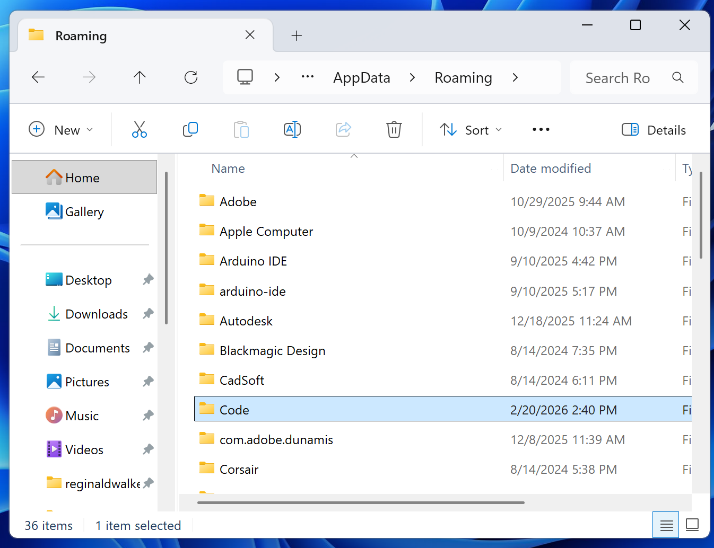 Roaming
AppData Roaming Search Ro
New Sort Details
Home
Gallery
Desktop
Downloads
Documents
Pictures
Music
Videos
reginaldwalke
Name Date modified Ty
Adobe 10/29/2025 9:44 AM Fi
Apple Computer 10/9/2024 10:37 AM Fi
Arduino IDE 9/10/2025 4:42 PM Fi
arduino-ide 9/10/2025 5:17 PM Fi
Autodesk 12/18/2025 11:24 AM Fi
Blackmagic Design 8/14/2024 7:35 PM Fi
CadSoft 8/14/2024 6:11 PM Fi
Code 2/20/2026 2:40 PM Fi
com.adobe.dunamis 12/8/2025 11:39 AM Fi
Corsair 8/14/2024 5:38 PM Fi
36 items 1 item selected